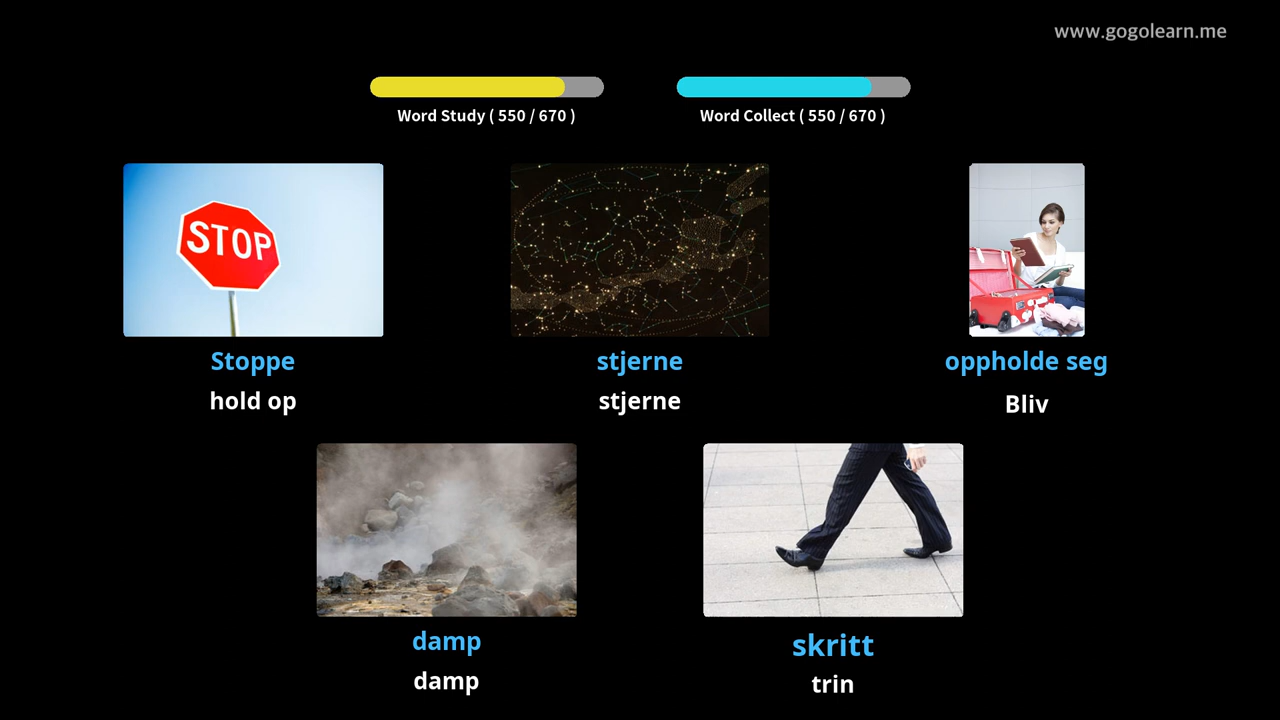 www.gogolearn.me
Word Study ( 550 / 670 )
Word Collect ( 550 / 670 )
STOP
Stoppe
hold op
stjerne
stjerne
oppholde seg
Bliv
damp
damp
skritt
trin